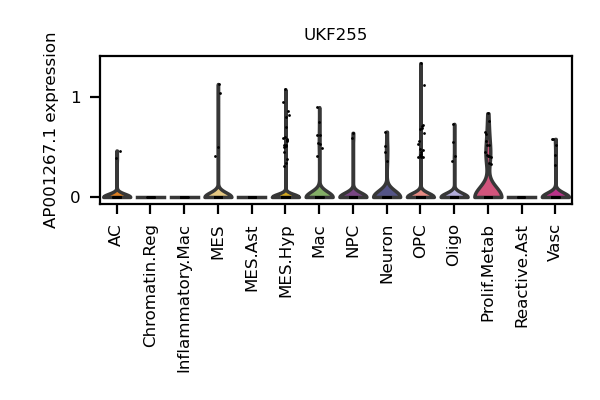 UKF255
AP001267.1 expression
1
0
AC
Chromatin.Reg
Inflammatory.Mac
MES
MES.Ast
MES.Hyp
Mac
NPC
Neuron
OPC
Oligo
Prolif.Metab
Reactive.Ast
Vasc